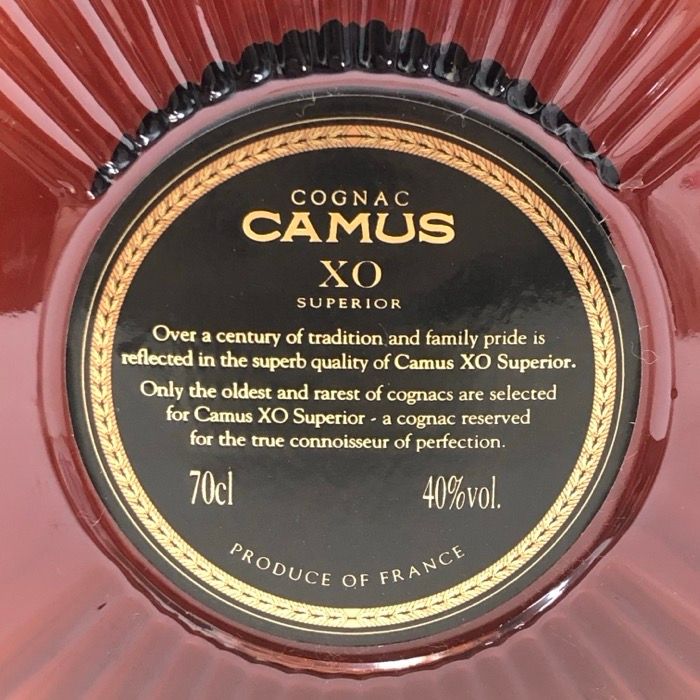 COGNAC
CAMUS
XO
SUPERIOR
Over a century of tradition and family pride is
reflected in the superb quality of Camus XO Superior.
Only the oldest and rarest of cognacs are selected
for Camus XO Superior - a cognac reserved
for the true connoisseur of perfection.
70cl 40%vol.
PRODUCE OF FRANCE